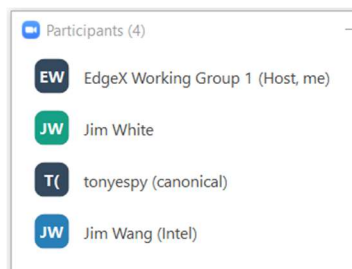 Participants (4)
EW EdgeX Working Group 1 (Host, me)
JW Jim White
T( tonyespy (canonical)
JW Jim Wang (Intel)